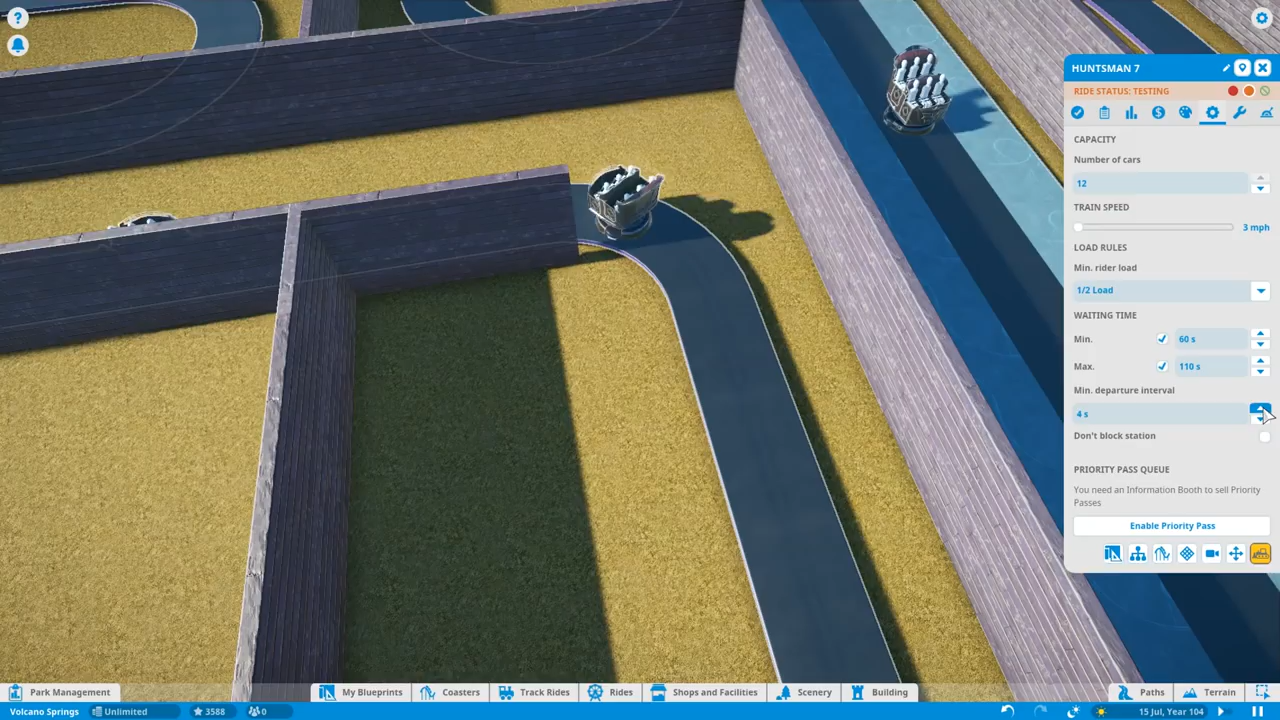 HUNTSMAN 7
RIDE STATUS: TESTING
CAPACITY
Number of cars
12
TRAIN SPEED
3 mph
LOAD RULES
Min. rider load
1/2 Load
WAITING TIME
Min. 60 s
Max. 110 s
Min. departure interval
4 s
Don't block station
PRIORITY PASS QUEUE
You need an Information Booth to sell Priority
Passes
Enable Priority Pass
Park Management My Blueprints Coasters Track Rides Rides Shops and Facilities Scenery Building Paths Terrain
Volcano Springs Unlimited 3588 0 15 Jul, Year 104